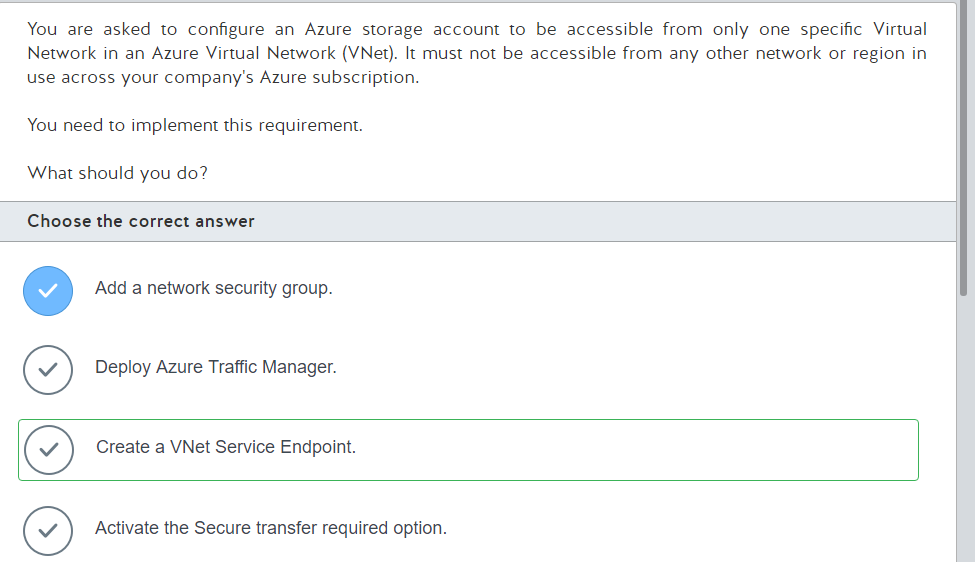 You are asked to configure an Azure storage account to be accessible from only one specific Virtual
Network in an Azure Virtual Network (VNet). It must not be accessible from any other network or region in
use across your company's Azure subscription.
You need to implement this requirement.
What should you do?
Choose the correct answer
Add a network security group.
Deploy Azure Traffic Manager.
Create a VNet Service Endpoint.
Activate the Secure transfer required option.